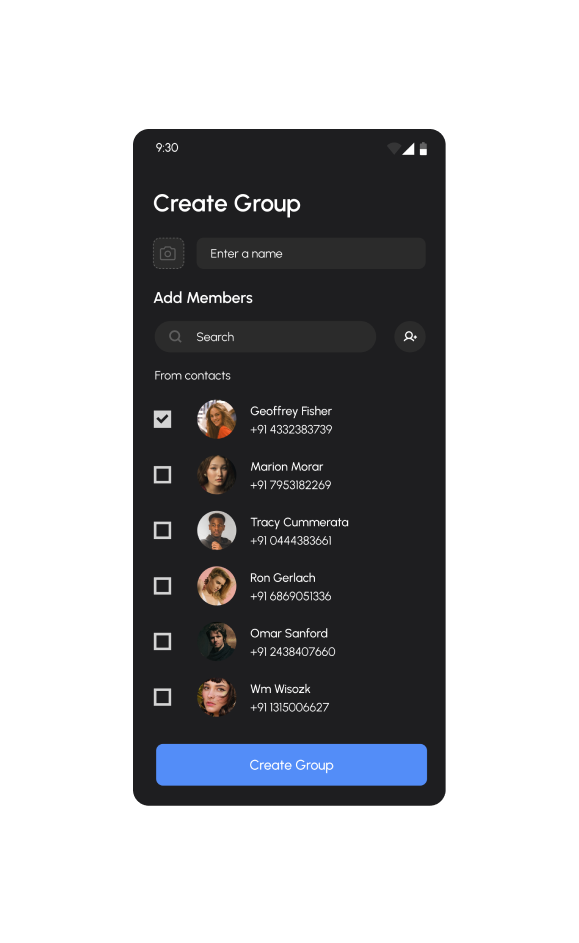 9:30
Create Group
Enter a name
Add Members
Search
From contacts
Geoffrey Fisher
+91 4332383739
Marion Morar
+91 7953182269
Tracy Cummerata
+91 0444383661
Ron Gerlach
+91 6869051336
Omar Sanford
+91 2438407660
Wm Wisozk
+91 1315006627
Create Group